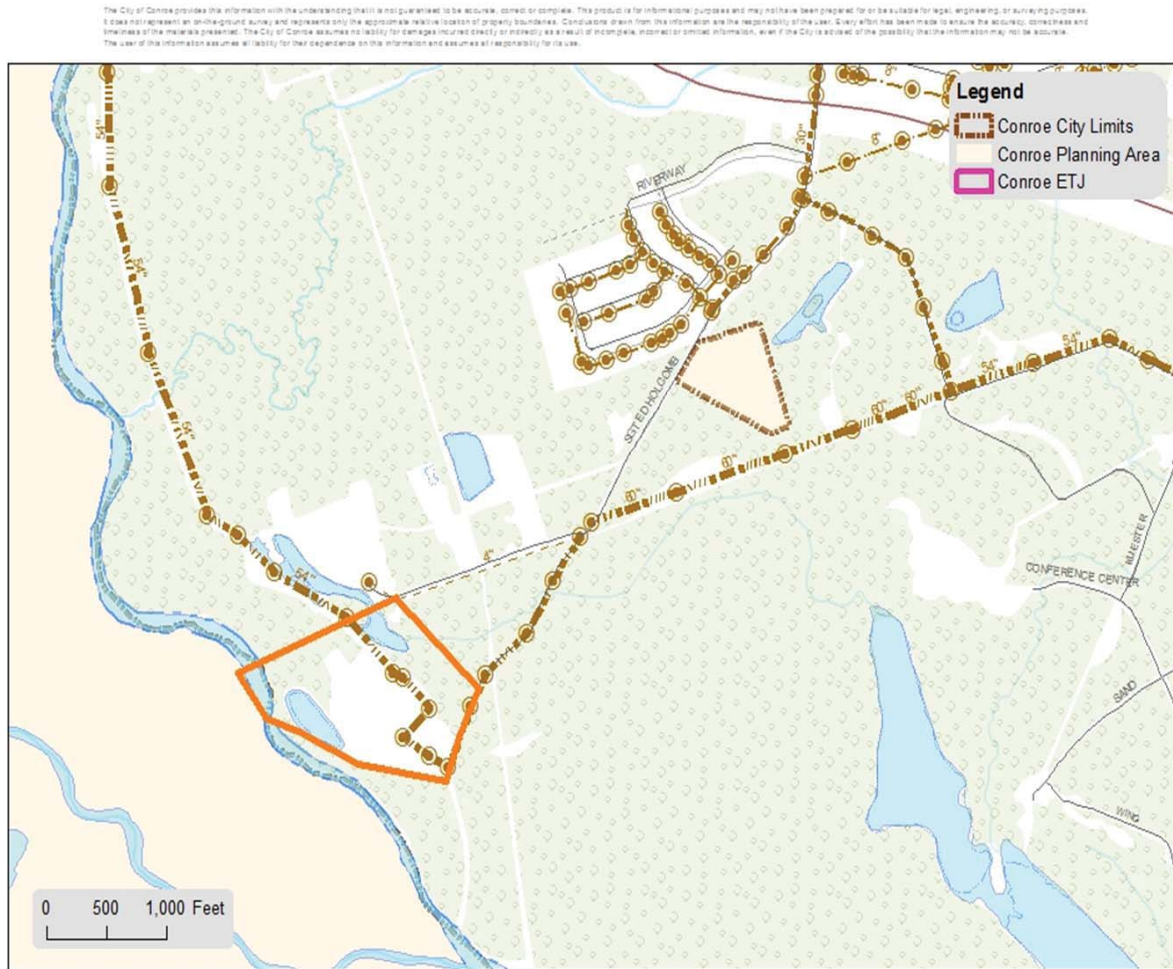 The City of Conroe provides this information with the understanding that it is not guaranteed to be accurate, correct or complete. This product is for informational purposes and may not have been prepared for or be suitable for legal, engineering, or surveying purposes.
It does not represent an on-the-ground survey and represents only the approximate relative location of property boundaries. Conclusions drawn from this information are the responsibility of the user. Every effort has been made to ensure the accuracy, correctness and
timeliness of the materials presented. The City of Conroe assumes no liability for damages incurred directly or indirectly as a result of incomplete, incorrect or omitted information, even if the City is advised of the possibility that the information may not be accurate.
The user of this information assumes all liability for their dependence on this information and assumes all responsibility for its use.
Legend
Conroe City Limits
Conroe Planning Area
Conroe ETJ
54"
30"
RIVERWAY
54"
SGT ED HOLCOMB
54"
60"
60"
54"
54"
60"
60"
4"
54"
CONFERENCE CENTER
SAND
WING
0 500 1,000 Feet